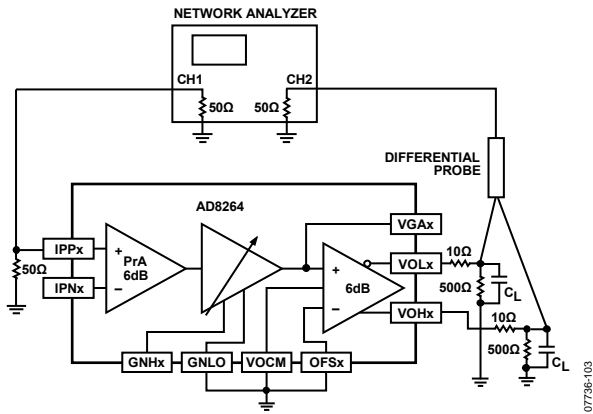 NETWORK ANALYZER
CH1
CH2
50Ω
50Ω
DIFFERENTIAL
PROBE
AD8264
VGAx
IPPx
+
PrA
6dB
−
IPNx
50Ω
+
6dB
−
VOLx
10Ω
500Ω
CL
VOHx
10Ω
500Ω
CL
GNHx
GNLO
VOCM
OFSx
07736-103